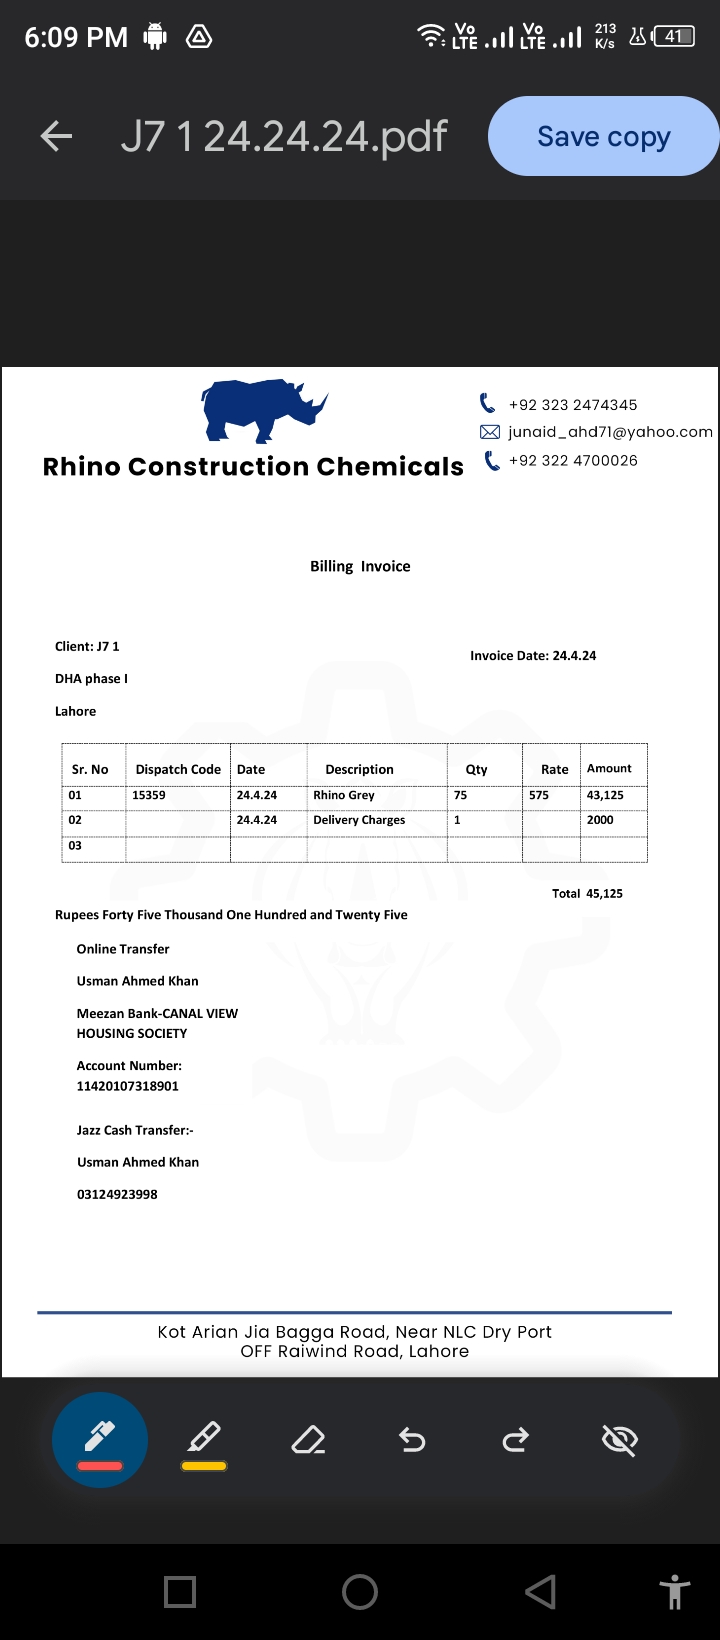 6:09 PM
Vo LTE Vo LTE 213 K/s 41
J7 1 24.24.24.pdf
Save copy
Rhino Construction Chemicals
+92 323 2474345
junaid_ahd71@yahoo.com
+92 322 4700026
Billing Invoice
Client: J7 1
Invoice Date: 24.4.24
DHA phase I
Lahore
Sr. No Dispatch Code Date Description Qty Rate Amount
01 15359 24.4.24 Rhino Grey 75 575 43,125
02 24.4.24 Delivery Charges 1 2000
03
Total 45,125
Rupees Forty Five Thousand One Hundred and Twenty Five
Online Transfer
Usman Ahmed Khan
Meezan Bank-CANAL VIEW
HOUSING SOCIETY
Account Number:
11420107318901
Jazz Cash Transfer:-
Usman Ahmed Khan
03124923998
Kot Arian Jia Bagga Road, Near NLC Dry Port
OFF Raiwind Road, Lahore